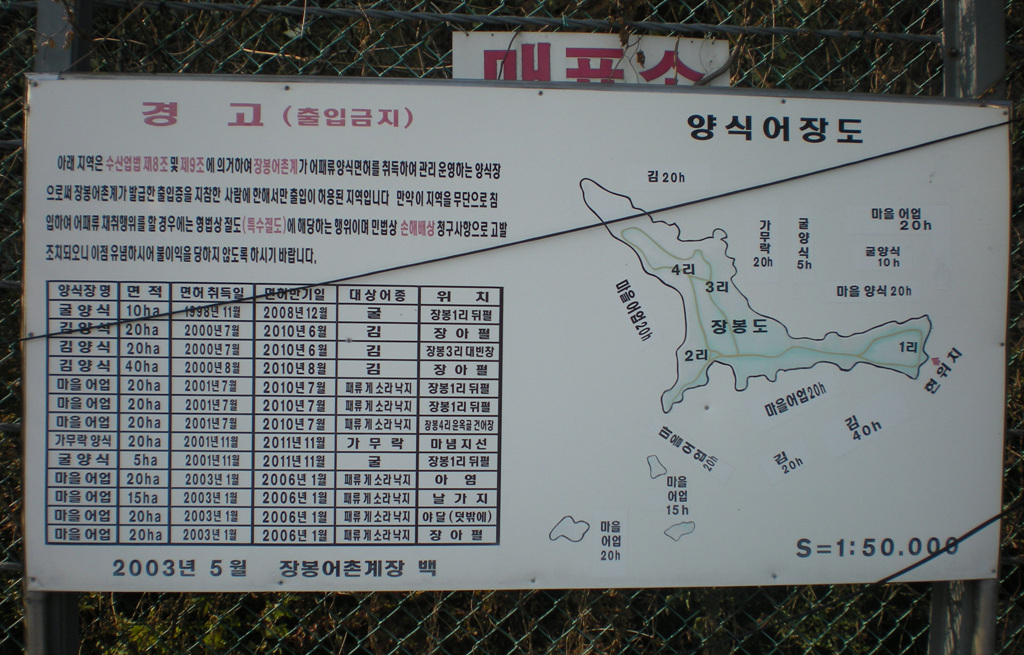 매표소
경 고 (출입금지)
아래 지역은 수산업법 제8조 및 제9조에 의거하여 장봉어촌계가 어패류양식면허를 취득하여 관리 운영하는 양식장
으로써 장봉어촌계가 발급한 출입증을 지참한 사람에 한해서만 출입이 허용된 지역입니다 만약 이 지역을 무단으로 침
입하여 어패류 채취행위를 할 경우에는 형법상 절도(특수절도)에 해당하는 행위이며 민법상 손해배상 청구사항으로 고발
조치되오니 이점 유념하시어 불이익을 당하지 않도록 하시기 바랍니다.
양식장명 면 적 면허취득일 면허만기일 대상어종 위 치
굴 양 식 10ha 1998년 11월 2008년 12월 굴 장봉1리 뒤펄
김 양 식 20ha 2000년 7월 2010년 6월 김 장 아 펄
김 양 식 20ha 2000년 7월 2010년 6월 김 장봉3리 대빈장
김 양 식 40ha 2000년 8월 2010년 8월 김 장 아 펄
마을 어업 20ha 2001년 7월 2010년 7월 패류 게 소라 낙지 장봉1리 뒤펄
마을 어업 20ha 2001년 7월 2010년 7월 패류 게 소라 낙지 장봉1리 뒤펄
마을 어업 20ha 2001년 7월 2010년 7월 패류 게 소라 낙지 장봉4리 건어장
가무락 양식 20ha 2001년 11월 2011년 11월 가 무 락 마념지선
굴 양 식 5ha 2001년 11월 2011년 11월 굴 장봉1리 뒤펄
마을 어업 20ha 2003년 1월 2006년 1월 패류 게 소라 낙지 아 염
마을 어업 15ha 2003년 1월 2006년 1월 패류 게 소라 낙지 날 가 지
마을 어업 20ha 2003년 1월 2006년 1월 패류 게 소라 낙지 야 달 (덧밖에)
마을 어업 20ha 2003년 1월 2006년 1월 패류 게 소라 낙지 장 아 펄
2003년 5월 장봉어촌계장 백
양식어장도
김 20h
가무락 20h
굴양식 5h
마을 어업 20h
굴양식 10h
마을 양식 20h
마을어업 20h
4리
3리
장봉도
2리
1리
현위치
마을어업 20h
김 40h
김 20h
마을어업 20h
마을 어업 15h
마을 어업 20h
S=1:50.000